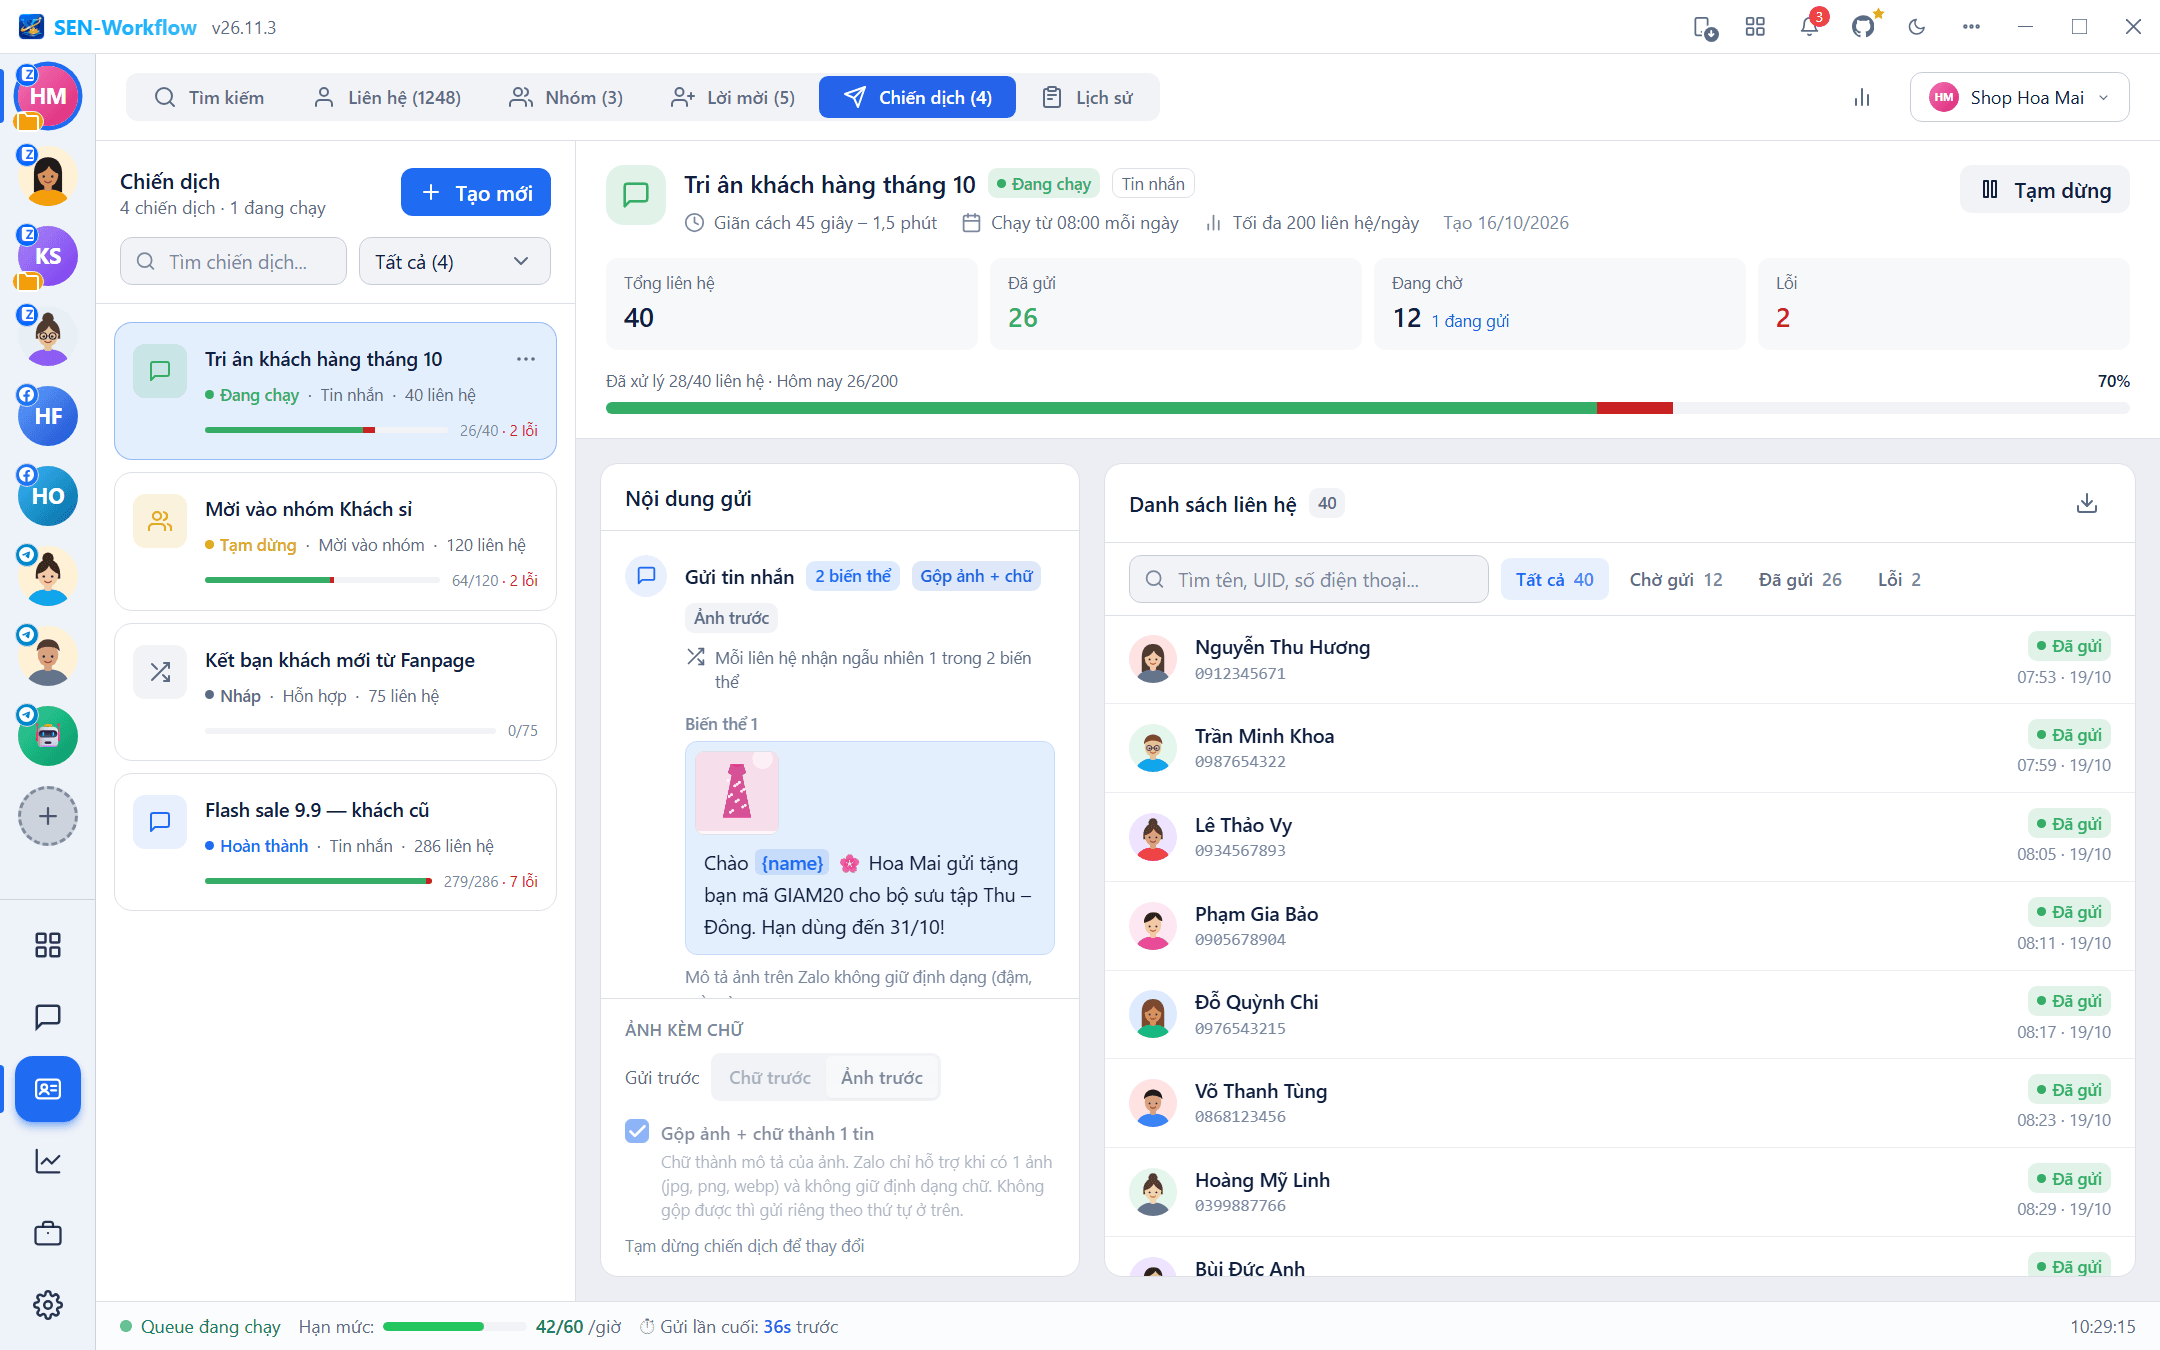 SEN-Workflow v26.11.3
3
HM
Tìm kiếm
Liên hệ (1248)
Nhóm (3)
Lời mời (5)
Chiến dịch (4)
Lịch sử
HM Shop Hoa Mai
KS
HF
HO
Chiến dịch
4 chiến dịch · 1 đang chạy
Tạo mới
Tìm chiến dịch...
Tất cả (4)
Tri ân khách hàng tháng 10
Đang chạy · Tin nhắn · 40 liên hệ
26/40 · 2 lỗi
Mời vào nhóm Khách sỉ
Tạm dừng · Mời vào nhóm · 120 liên hệ
64/120 · 2 lỗi
Kết bạn khách mới từ Fanpage
Nháp · Hỗn hợp · 75 liên hệ
0/75
Flash sale 9.9 — khách cũ
Hoàn thành · Tin nhắn · 286 liên hệ
279/286 · 7 lỗi
Tri ân khách hàng tháng 10
Đang chạy
Tin nhắn
Giãn cách 45 giây – 1,5 phút
Chạy từ 08:00 mỗi ngày
Tối đa 200 liên hệ/ngày
Tạo 16/10/2026
Tạm dừng
Tổng liên hệ
40
Đã gửi
26
Đang chờ
12 1 đang gửi
Lỗi
2
Đã xử lý 28/40 liên hệ · Hôm nay 26/200
70%
Nội dung gửi
Gửi tin nhắn
2 biến thể
Gộp ảnh + chữ
Ảnh trước
Mỗi liên hệ nhận ngẫu nhiên 1 trong 2 biến
thể
Biến thể 1
Chào {name} 🌸 Hoa Mai gửi tặng
bạn mã GIAM20 cho bộ sưu tập Thu –
Đông. Hạn dùng đến 31/10!
Mô tả ảnh trên Zalo không giữ định dạng (đậm,
ẢNH KÈM CHỮ
Gửi trước
Chữ trước
Ảnh trước
Gộp ảnh + chữ thành 1 tin
Chữ thành mô tả của ảnh. Zalo chỉ hỗ trợ khi có 1 ảnh
(jpg, png, webp) và không giữ định dạng chữ. Không
gộp được thì gửi riêng theo thứ tự ở trên.
Tạm dừng chiến dịch để thay đổi
Danh sách liên hệ 40
Tìm tên, UID, số điện thoại...
Tất cả 40
Chờ gửi 12
Đã gửi 26
Lỗi 2
Nguyễn Thu Hương
0912345671
Đã gửi
07:53 · 19/10
Trần Minh Khoa
0987654322
Đã gửi
07:59 · 19/10
Lê Thảo Vy
0934567893
Đã gửi
08:05 · 19/10
Phạm Gia Bảo
0905678904
Đã gửi
08:11 · 19/10
Đỗ Quỳnh Chi
0976543215
Đã gửi
08:17 · 19/10
Võ Thanh Tùng
0868123456
Đã gửi
08:23 · 19/10
Hoàng Mỹ Linh
0399887766
Đã gửi
08:29 · 19/10
Bùi Đức Anh
Đã gửi
Queue đang chạy
Hạn mức: 42/60 /giờ
Gửi lần cuối: 36s trước
10:29:15